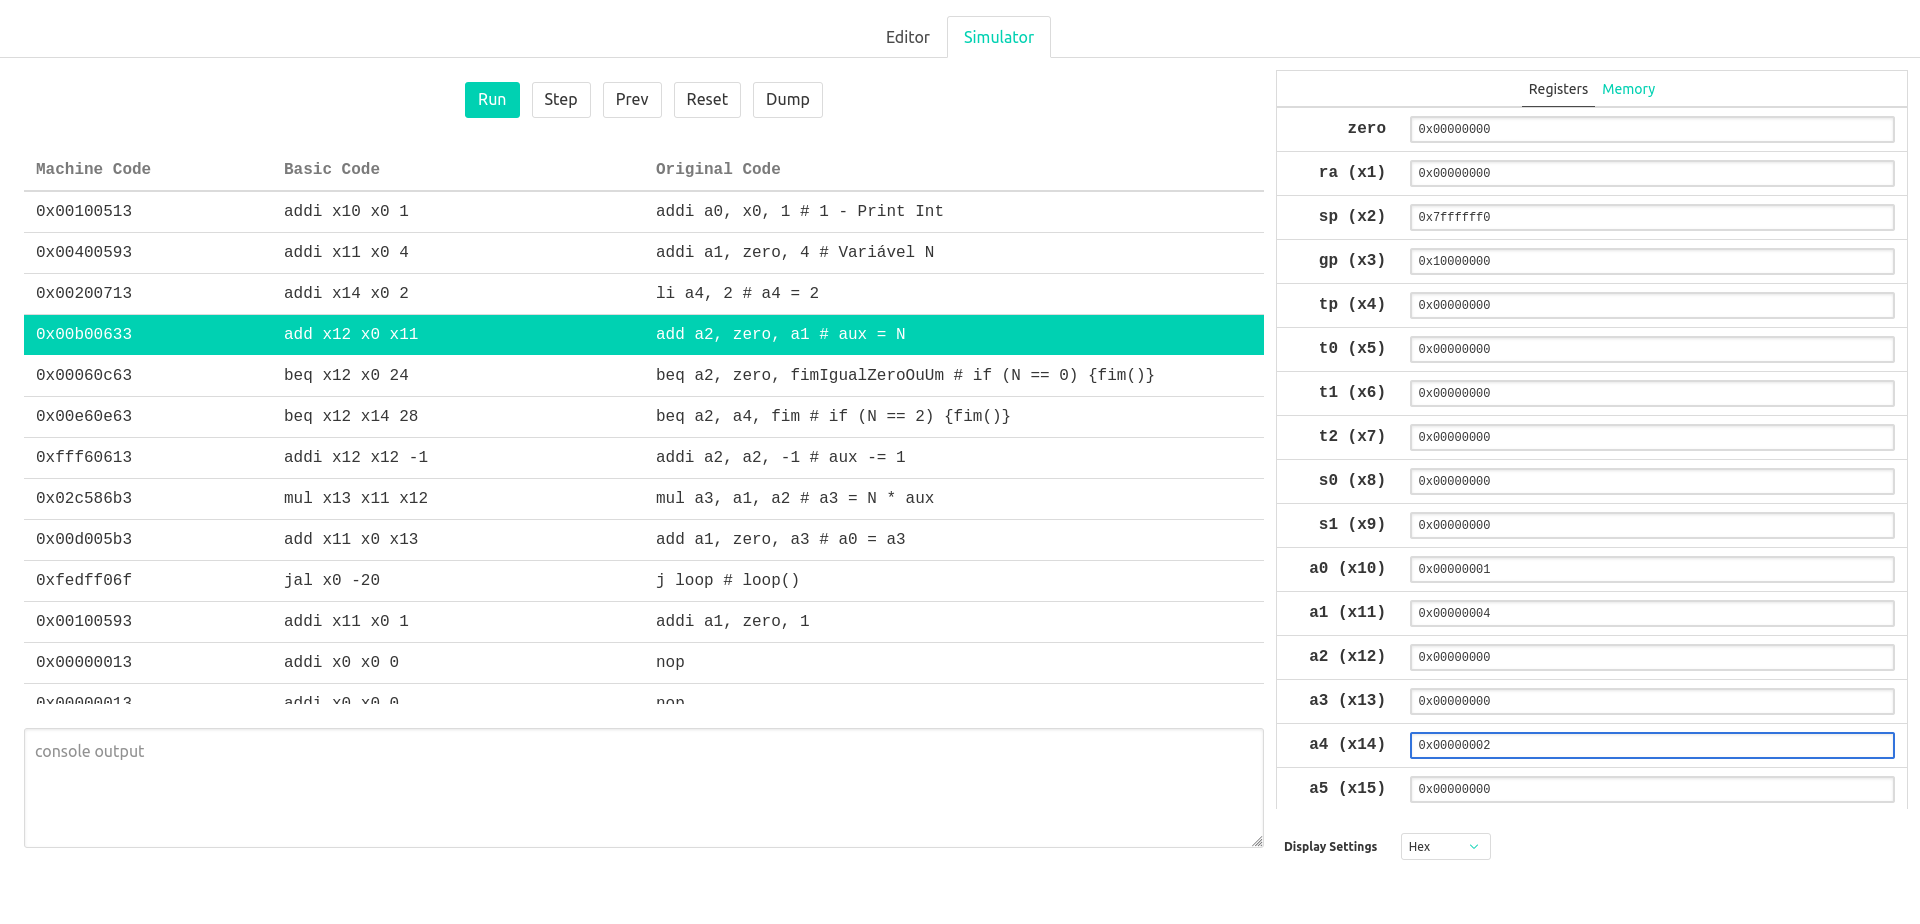 Editor Simulator
Run Step Prev Reset Dump
Machine Code Basic Code Original Code
0x00100513 addi x10 x0 1 addi a0, x0, 1 # 1 - Print Int
0x00400593 addi x11 x0 4 addi a1, zero, 4 # Variável N
0x00200713 addi x14 x0 2 li a4, 2 # a4 = 2
0x00b00633 add x12 x0 x11 add a2, zero, a1 # aux = N
0x00060c63 beq x12 x0 24 beq a2, zero, fimIgualZeroOuUm # if (N == 0) {fim()}
0x00e60e63 beq x12 x14 28 beq a2, a4, fim # if (N == 2) {fim()}
0xfff60613 addi x12 x12 -1 addi a2, a2, -1 # aux -= 1
0x02c586b3 mul x13 x11 x12 mul a3, a1, a2 # a3 = N * aux
0x00d005b3 add x11 x0 x13 add a1, zero, a3 # a0 = a3
0xfedff06f jal x0 -20 j loop # loop()
0x00100593 addi x11 x0 1 addi a1, zero, 1
0x00000013 addi x0 x0 0 nop
0x00000013 addi x0 x0 0 nop
console output
Registers Memory
zero 0x00000000
ra (x1) 0x00000000
sp (x2) 0x7ffffff0
gp (x3) 0x10000000
tp (x4) 0x00000000
t0 (x5) 0x00000000
t1 (x6) 0x00000000
t2 (x7) 0x00000000
s0 (x8) 0x00000000
s1 (x9) 0x00000000
a0 (x10) 0x00000001
a1 (x11) 0x00000004
a2 (x12) 0x00000000
a3 (x13) 0x00000000
a4 (x14) 0x00000002
a5 (x15) 0x00000000
Display Settings Hex